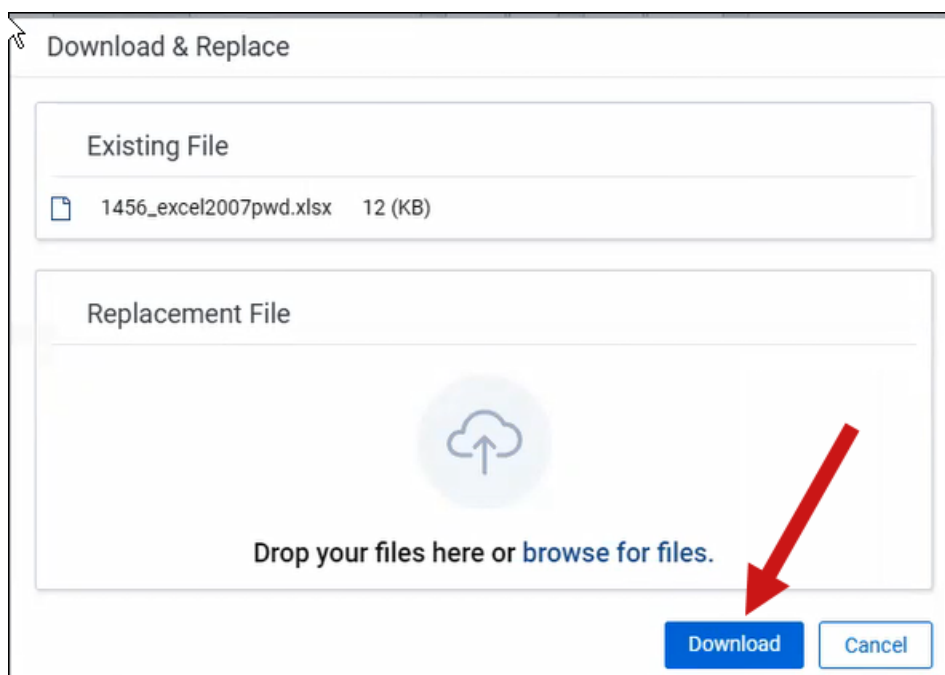 Download & Replace
Existing File
1456_excel2007pwd.xlsx 12 (KB)
Replacement File
Drop your files here or browse for files.
Download Cancel